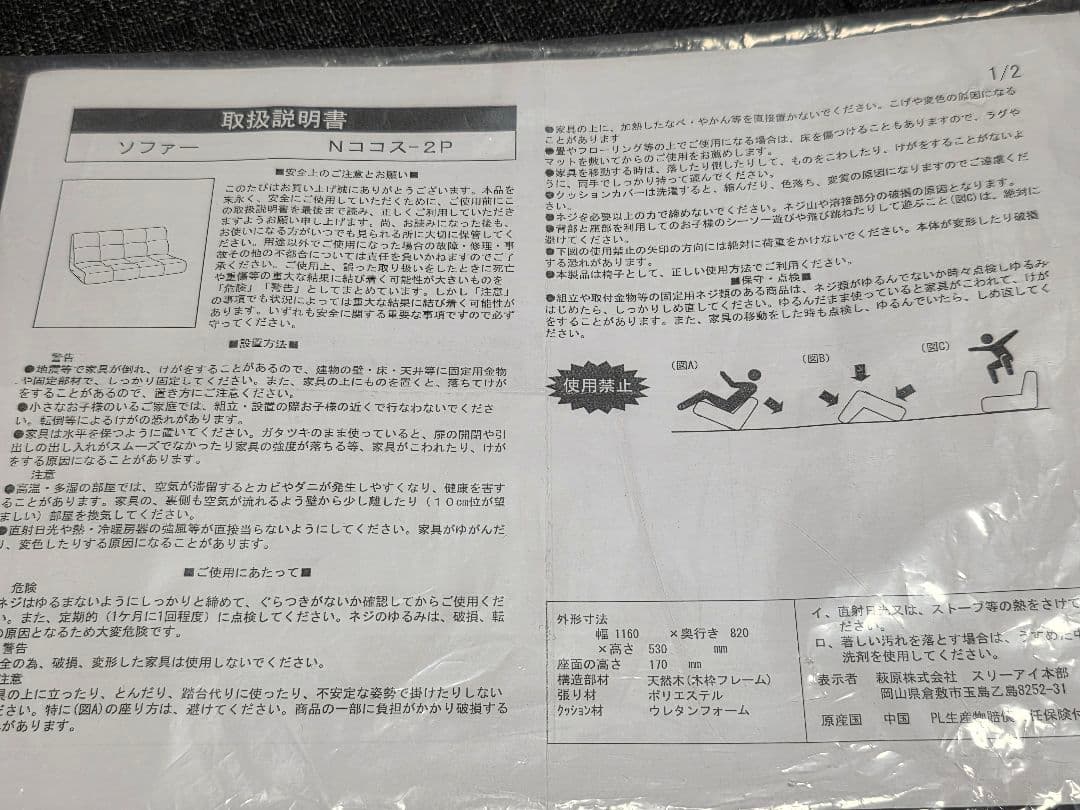 1/2
取扱説明書
ソファー　Nココス-2P
■安全上のご注意とお願い■
このたびはお買い上げ誠にありがとうございます。本品を
末永く、安全にご使用していただくために、ご使用前にこ
の取扱説明書を最後まで読み、正しくご利用していただき
ますようお願い申し上げます。尚、お読みになった後も、
お使いになる方がいつでも見られる所に大切に保管してく
ださい。用途以外でご使用になった場合の故障・修理・事
故その他の不都合については責任を負いかねますのでご了
承ください。ご使用上、誤った取り扱いをしたときに死亡
や重傷等の重大な結果に結び着く可能性が大きいものを
「危険」「警告」としてまとめています。しかし「注意」
の事項でも状況によっては重大な結果に結び着く可能性が
あります。いずれも安全に関する重要な事項ですので必ず
守ってください。
■設置方法■
警告
●地震等で家具が倒れ、けがをすることがあるので、建物の壁・床・天井等に固定用金物
や固定部材で、しっかり固定してください。また、家具の上にものを置くと、落ちてけが
をすることがあるので、置き方にご注意ください。
●小さなお子様のいるご家庭では、組立・設置の際お子様の近くで行なわないでくださ
い。転倒等によるけがの恐れがあります。
●家具は水平を保つように置いてください。ガタツキのまま使っていると、扉の開閉や引
出しの出し入れがスムーズでなかったり家具の強度が落ちる等、家具がこわれたり、けが
をする原因になることがあります。
注意
●高温・多湿の部屋では、空気が滞留するとカビやダニが発生しやすくなり、健康を害す
ることがあります。家具の、裏側も空気が流れるよう壁から少し離したり（10cm位が望
ましい）部屋を換気してください。
●直射日光や熱・冷暖房器の強風等が直接当らないようにしてください。家具がゆがんだ
り、変色したりする原因になることがあります。
■ご使用にあたって■
危険
ネジはゆるまないようにしっかりと締めて、ぐらつきがないか確認してからご使用くだ
い。また、定期的（1ケ月に1回程度）に点検してください。ネジのゆるみは、破損、転
の原因となるため大変危険です。
警告
全の為、破損、変形した家具は使用しないでください。
注意
具の上に立ったり、とんだり、踏台代りに使ったり、不安定な姿勢で掛けたりしない
ださい。特に(図A)の座り方は、避けてください。商品の一部に負担がかかり破損する
れがあります。
●家具の上に、加熱したなべ・やかん等を直接置かないでください。こげや変色の原因になる
ことがあります
●畳やフローリング等の上でご使用になる場合は、床を傷つけることもありますので、ラグや
マットを敷いてからのご使用をお薦めします。
●家具を移動する時は、落したり倒したりして、ものをこわしたり、けがをすることがないよ
うに、両手でしっかり持って運んでください。
●クッションカバーは洗濯すると、縮んだり、色落ち、変質の原因になりますのでご遠慮くだ
さい。
●ネジを必要以上の力で締めないでください。ネジ山や溶接部分の破損の原因となります。
●背部と座部を利用してのお子様のシーソー遊びや飛び跳ねたりして遊ぶこと(図C)は、絶対に
避けてください。
●下図の使用禁止の矢印の方向には絶対に荷重をかけないでください。本体が変形したり破損
する恐れがあります。
●本製品は椅子として、正しい使用方法でご利用ください。
■保守・点検■
●組立や取付金物等の固定用ネジ類のある商品は、ネジ類がゆるんでないか時々点検しゆるみ
はじめたら、しっかりしめ直してください。ゆるんだまま使っていると家具がこわれて、けが
をすることがあります。また、家具の移動をした時も点検し、ゆるんでいたら、しめ返してく
ださい。
使用禁止
(図A)
(図B)
(図C)
外形寸法
幅 1160 ×奥行き 820
×高さ 530 mm
座面の高さ 170 mm
構造部材 天然木(木枠フレーム)
張り材 ポリエステル
クッション材 ウレタンフォーム
イ、直射日光又は、ストーブ等の熱をさけて
ださい。
ロ、著しい汚れを落とす場合は、うすめた中
洗剤を使用してください。
表示者 萩原株式会社 スリーアイ本部
岡山県倉敷市玉島乙島8252-31
原産国 中国 PL生産物賠償 任保険付